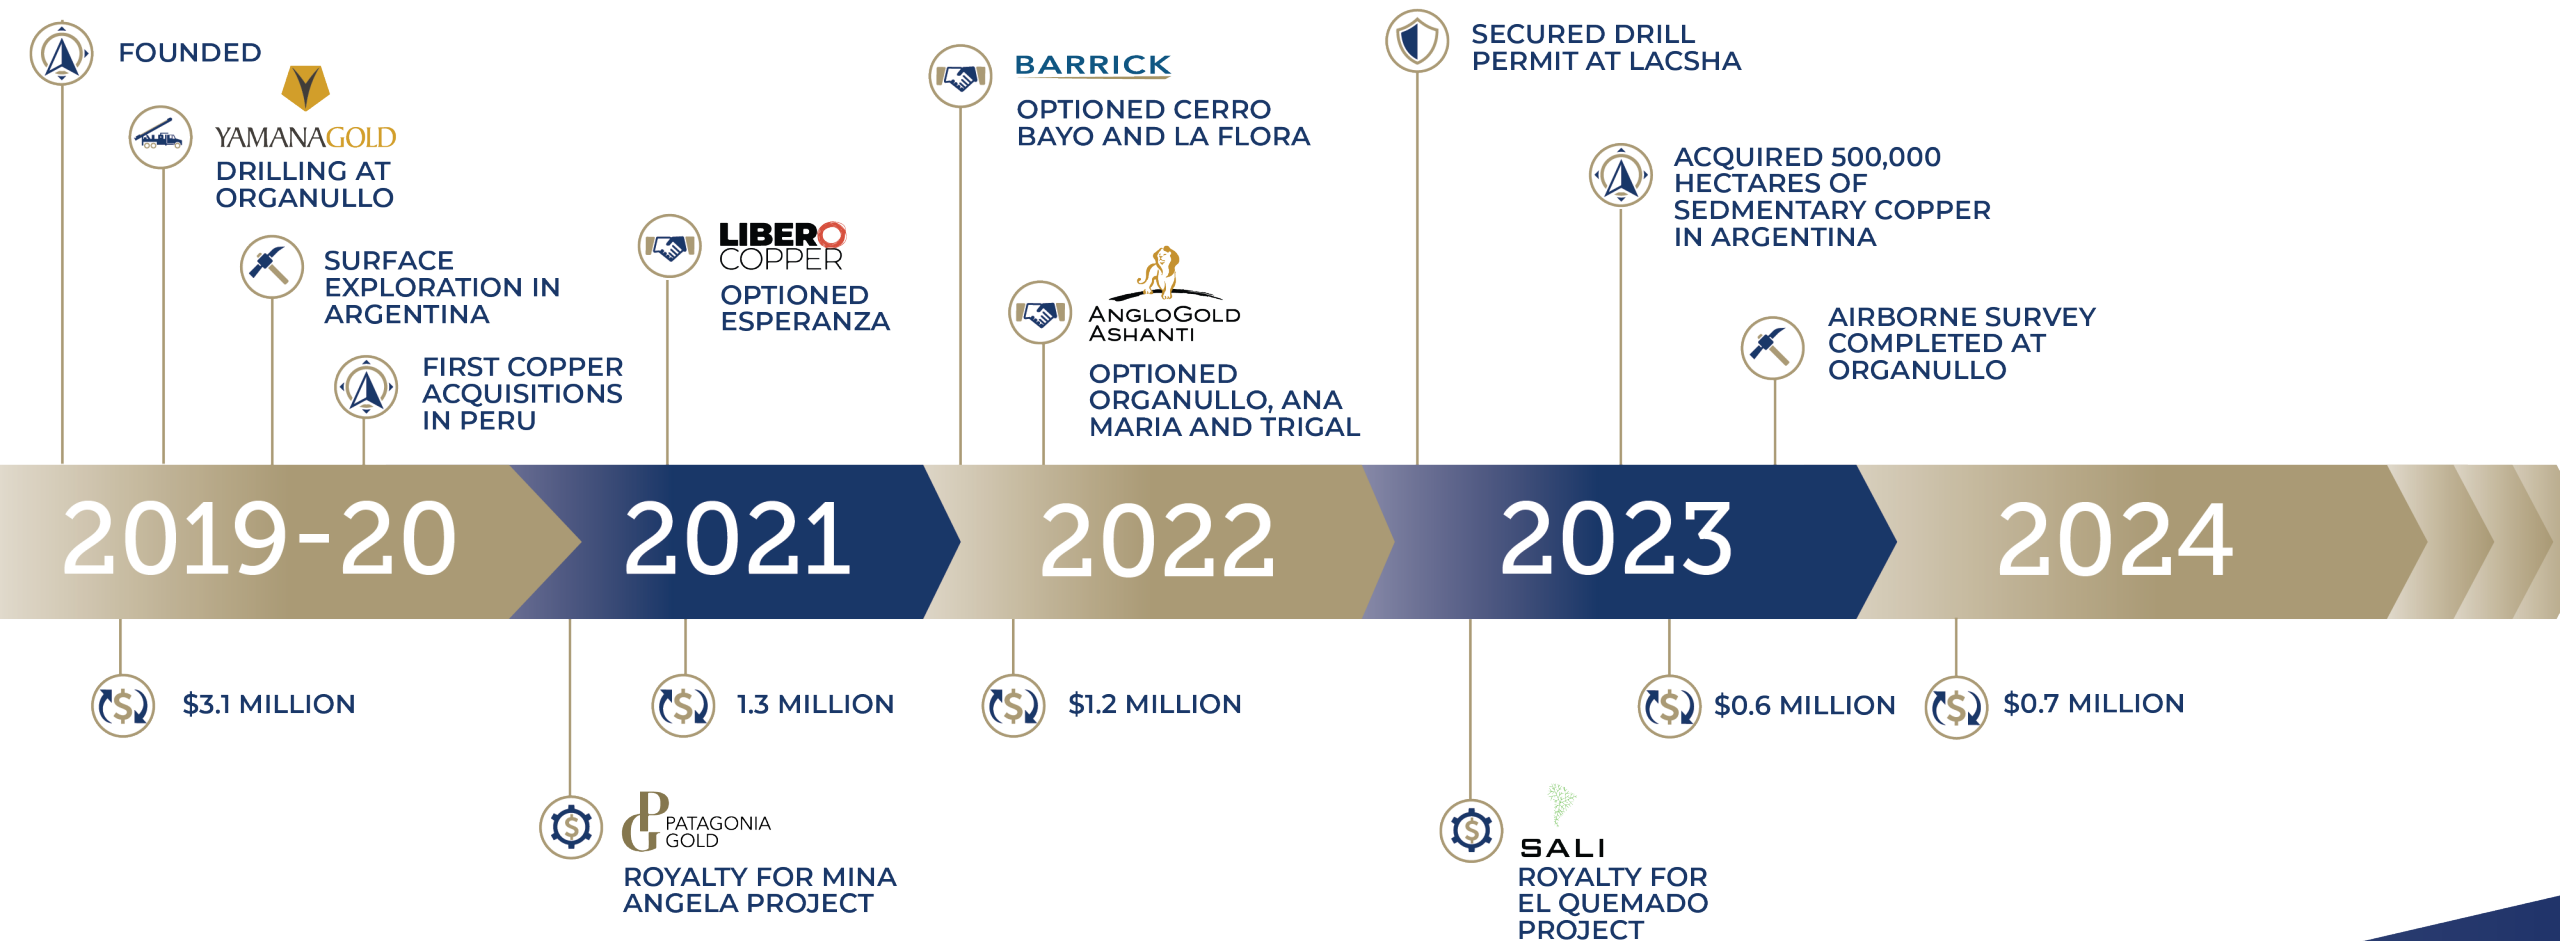 FOUNDED
YAMANAGOLD
DRILLING AT
ORGANULLO
SURFACE
EXPLORATION IN
ARGENTINA
FIRST COPPER
ACQUISITIONS
IN PERU
LIBERO
COPPER
OPTIONED
ESPERANZA
BARRICK
OPTIONED CERRO
BAYO AND LA FLORA
ANGLOGOLD
ASHANTI
OPTIONED
ORGANULLO, ANA
MARIA AND TRIGAL
SECURED DRILL
PERMIT AT LACSHA
ACQUIRED 500,000
HECTARES OF
SEDMENTARY COPPER
IN ARGENTINA
AIRBORNE SURVEY
COMPLETED AT
ORGANULLO
2019-20
2021
2022
2023
2024
$3.1 MILLION
1.3 MILLION
$1.2 MILLION
$0.6 MILLION
$0.7 MILLION
PG
PATAGONIA
GOLD
ROYALTY FOR MINA
ANGELA PROJECT
SALI
ROYALTY FOR
EL QUEMADO
PROJECT